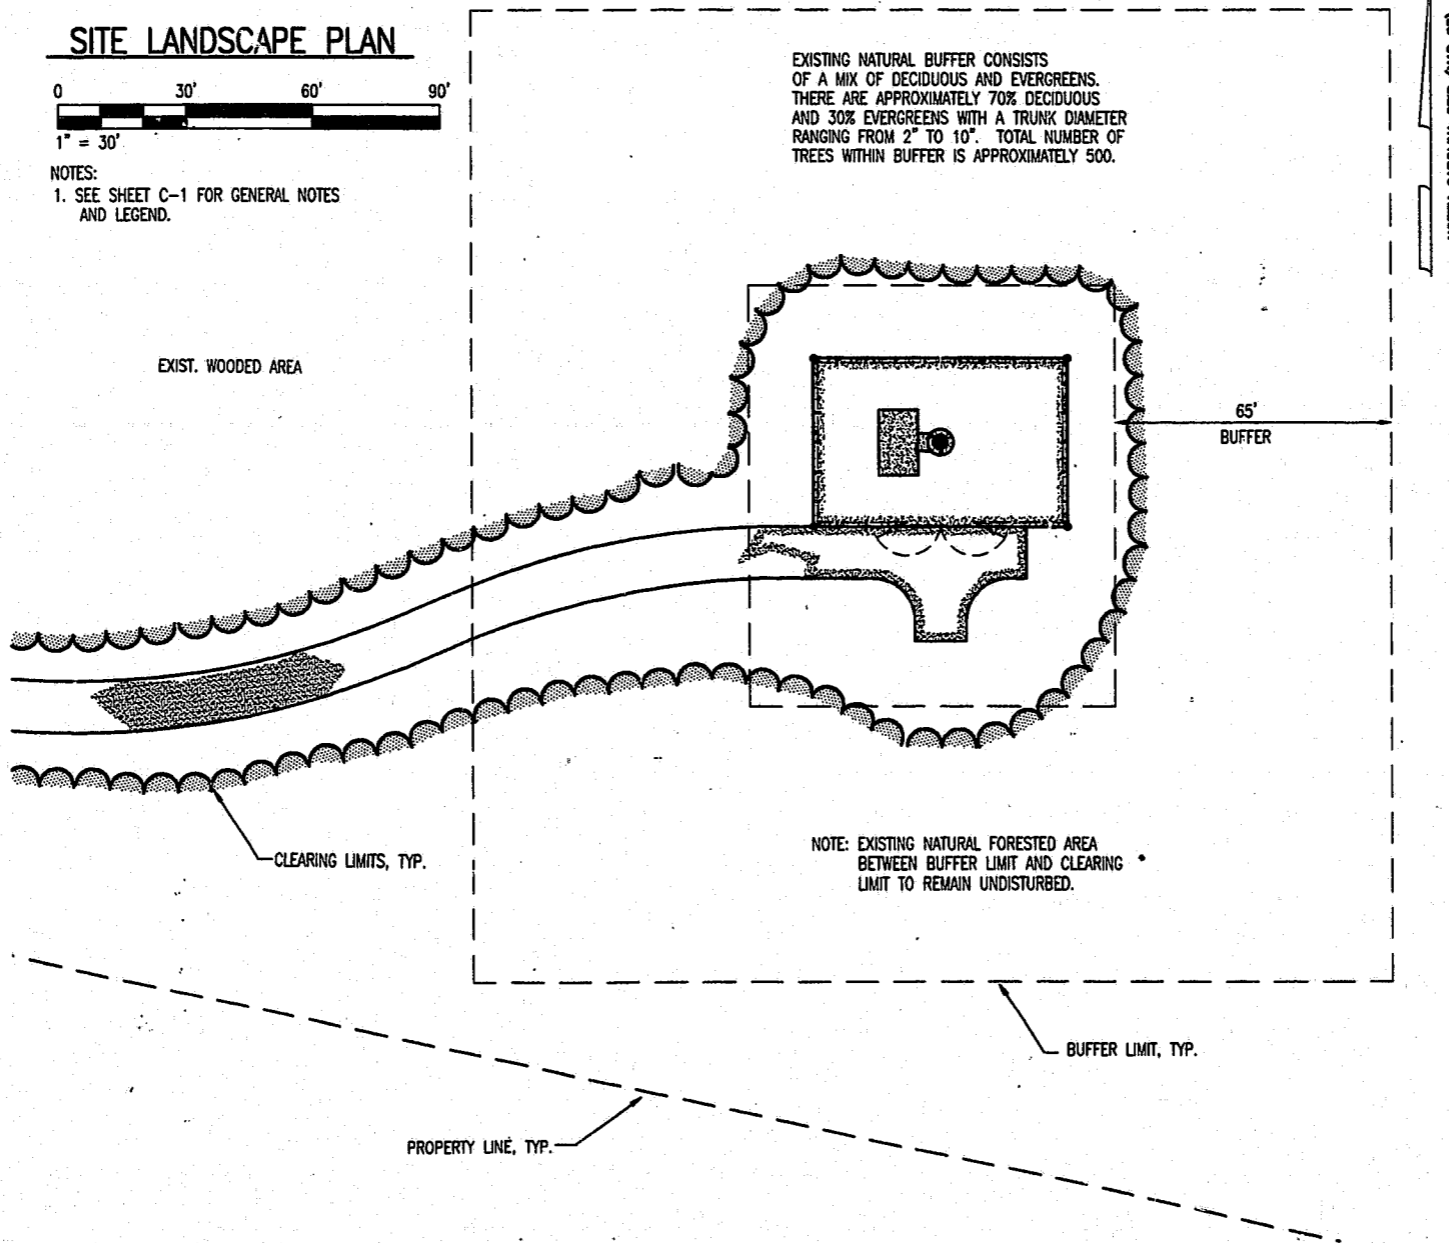 SITE LANDSCAPE PLAN
0 30' 60' 90'
1" = 30'
NOTES:
1. SEE SHEET C-1 FOR GENERAL NOTES
AND LEGEND.
EXISTING NATURAL BUFFER CONSISTS
OF A MIX OF DECIDUOUS AND EVERGREENS.
THERE ARE APPROXIMATELY 70% DECIDUOUS
AND 30% EVERGREENS WITH A TRUNK DIAMETER
RANGING FROM 2" TO 10". TOTAL NUMBER OF
TREES WITHIN BUFFER IS APPROXIMATELY 500.
EXIST. WOODED AREA
65'
BUFFER
CLEARING LIMITS, TYP.
NOTE: EXISTING NATURAL FORESTED AREA
BETWEEN BUFFER LIMIT AND CLEARING
LIMIT TO REMAIN UNDISTURBED.
BUFFER LIMIT, TYP.
PROPERTY LINE, TYP.